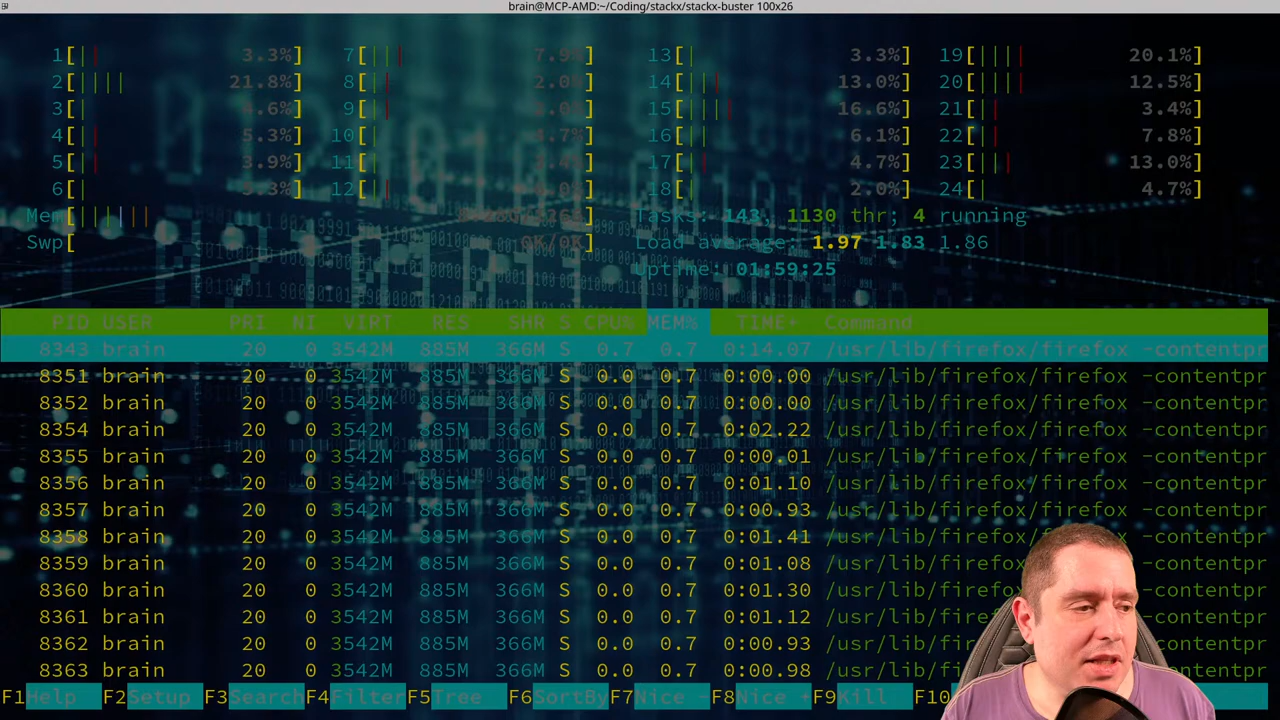 brain@MCP-AMD:~/Coding/stackx/stackx-buster 100x26
1[|| 3.3%] 7[||| 7.9%] 13[| 3.3%] 19[|||| 20.1%]
2[|||| 21.8%] 8[|| 2.0%] 14[||| 13.0%] 20[|||| 12.5%]
3[| 4.6%] 9[|| ] 15[|||| 16.6%] 21[|| 3.4%]
4[|| 5.3%] 10[| ] 16[|| 6.1%] 22[|| 7.8%]
5[|| 3.9%] 11[|| ] 17[|| 4.7%] 23[||| 13.0%]
6[| 3.3%] 12[|| ] 18[| 2.0%] 24[| 4.7%]
Mem[|||||| ] Tasks: 143, 1130 thr; 4 running
Swp[ 0K/0K] Load average: 1.97 1.83 1.86
Uptime: 01:59:25
PID USER PRI NI VIRT RES SHR S CPU% MEM% TIME+ Command
8343 brain 20 0 3542M 885M 366M S 0.7 0.7 0:14.07 /usr/lib/firefox/firefox -contentpr
8351 brain 20 0 3542M 885M 366M S 0.0 0.7 0:00.00 /usr/lib/firefox/firefox -contentpr
8352 brain 20 0 3542M 885M 366M S 0.0 0.7 0:00.00 /usr/lib/firefox/firefox -contentpr
8354 brain 20 0 3542M 885M 366M S 0.0 0.7 0:02.22 /usr/lib/firefox/firefox -contentpr
8355 brain 20 0 3542M 885M 366M S 0.0 0.7 0:00.01 /usr/lib/firefox/firefox -contentpr
8356 brain 20 0 3542M 885M 366M S 0.0 0.7 0:01.10 /usr/lib/firefox/firefox -contentpr
8357 brain 20 0 3542M 885M 366M S 0.0 0.7 0:00.93 /usr/lib/firefox/firefox -contentpr
8358 brain 20 0 3542M 885M 366M S 0.0 0.7 0:01.41 /usr/lib/firefox/firefox -contentpr
8359 brain 20 0 3542M 885M 366M S 0.0 0.7 0:01.08 /usr/lib/firefox/fire -contentpr
8360 brain 20 0 3542M 885M 366M S 0.0 0.7 0:01.30 /usr/lib/firefox/fire contentpr
8361 brain 20 0 3542M 885M 366M S 0.0 0.7 0:01.12 /usr/lib/firefox/fir -contentpr
8362 brain 20 0 3542M 885M 366M S 0.0 0.7 0:00.93 /usr/lib/firefox -contentpr
8363 brain 20 0 3542M 885M 366M S 0.0 0.7 0:00.98 /usr/lib/firefox -contentpr
F1Help F2Setup F3SearchF4FilterF5Tree F6SortByF7Nice -F8Nice +F9Kill F10